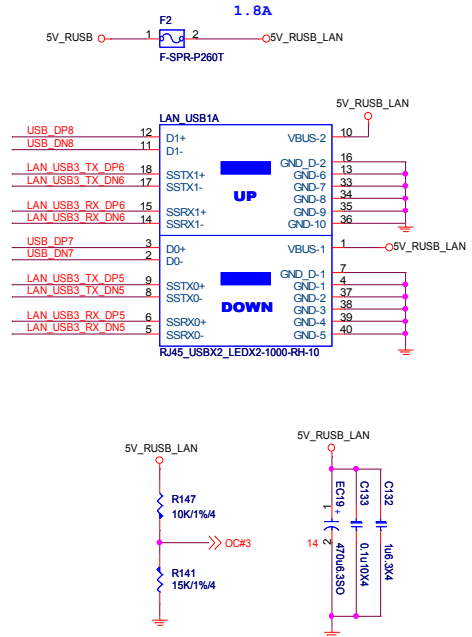 1.8A
F2
5V_RUSB 1 2 5V_RUSB_LAN
F-SPR-P260T
5V_RUSB_LAN
LAN_USB1A
USB_DP8 12 D1+ VBUS-2 10
USB_DN8 11 D1-
GND_D-2 16
LAN_USB3_TX_DP6 18 SSTX1+ GND-6 13
LAN_USB3_TX_DN6 17 SSTX1- GND-7 33
UP GND-8 34
LAN_USB3_RX_DP6 15 SSRX1+ GND-9 35
LAN_USB3_RX_DN6 14 SSRX1- GND-10 36
USB_DP7 3 D0+ VBUS-1 1 5V_RUSB_LAN
USB_DN7 2 D0-
GND_D-1 7
LAN_USB3_TX_DP5 9 SSTX0+ GND-1 4
LAN_USB3_TX_DN5 8 SSTX0- GND-2 37
DOWN GND-3 38
LAN_USB3_RX_DP5 6 SSRX0+ GND-4 39
LAN_USB3_RX_DN5 5 SSRX0- GND-5 40
RJ45_USBX2_LEDX2-1000-RH-10
5V_RUSB_LAN
R147
10K/1%/4
OC#3
R141
15K/1%/4
5V_RUSB_LAN
1 2 +
14
EC19
470u6.3SO
C133
0.1u10X4
C132
1u6.3X4